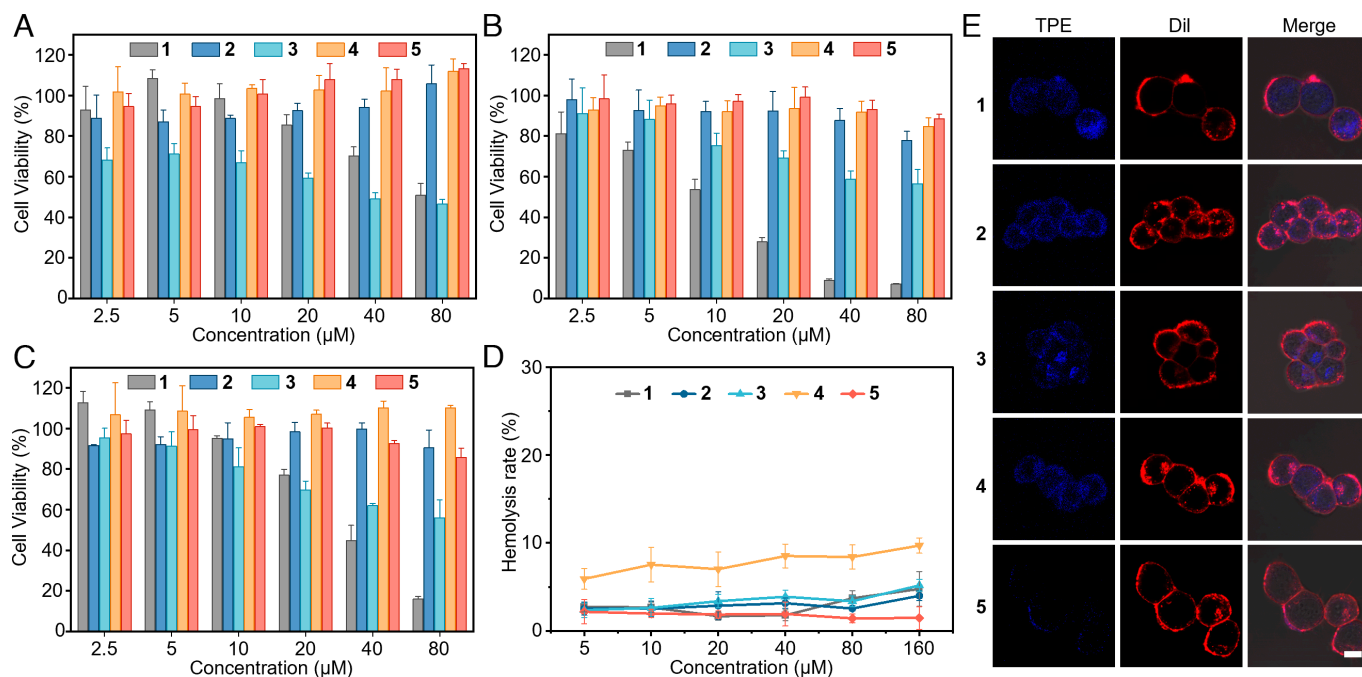 A
1 2 3 4 5
Cell Viability (%)
120
100
80
60
40
20
0
2.5 5 10 20 40 80
Concentration (µM)
B
1 2 3 4 5
Cell Viability (%)
120
100
80
60
40
20
0
2.5 5 10 20 40 80
Concentration (µM)
C
1 2 3 4 5
Cell Viability (%)
120
100
80
60
40
20
0
2.5 5 10 20 40 80
Concentration (µM)
D
1 2 3 4 5
Hemolysis rate (%)
30
20
10
0
5 10 20 40 80 160
Concentration (µM)
E
TPE Dil Merge
1
2
3
4
5